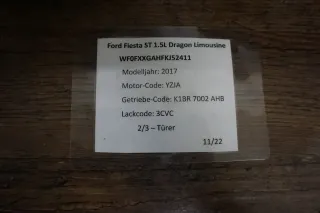 Ford Fiesta 5T 1.5L Dragon Limousine
WF0FXXGAHFKJ52411
Modelljahr: 2017
Motor-Code: YZJA
Getriebe-Code: K1BR 7002 AHB
Lackcode: 3CVC
2/3 – Türer
11/22